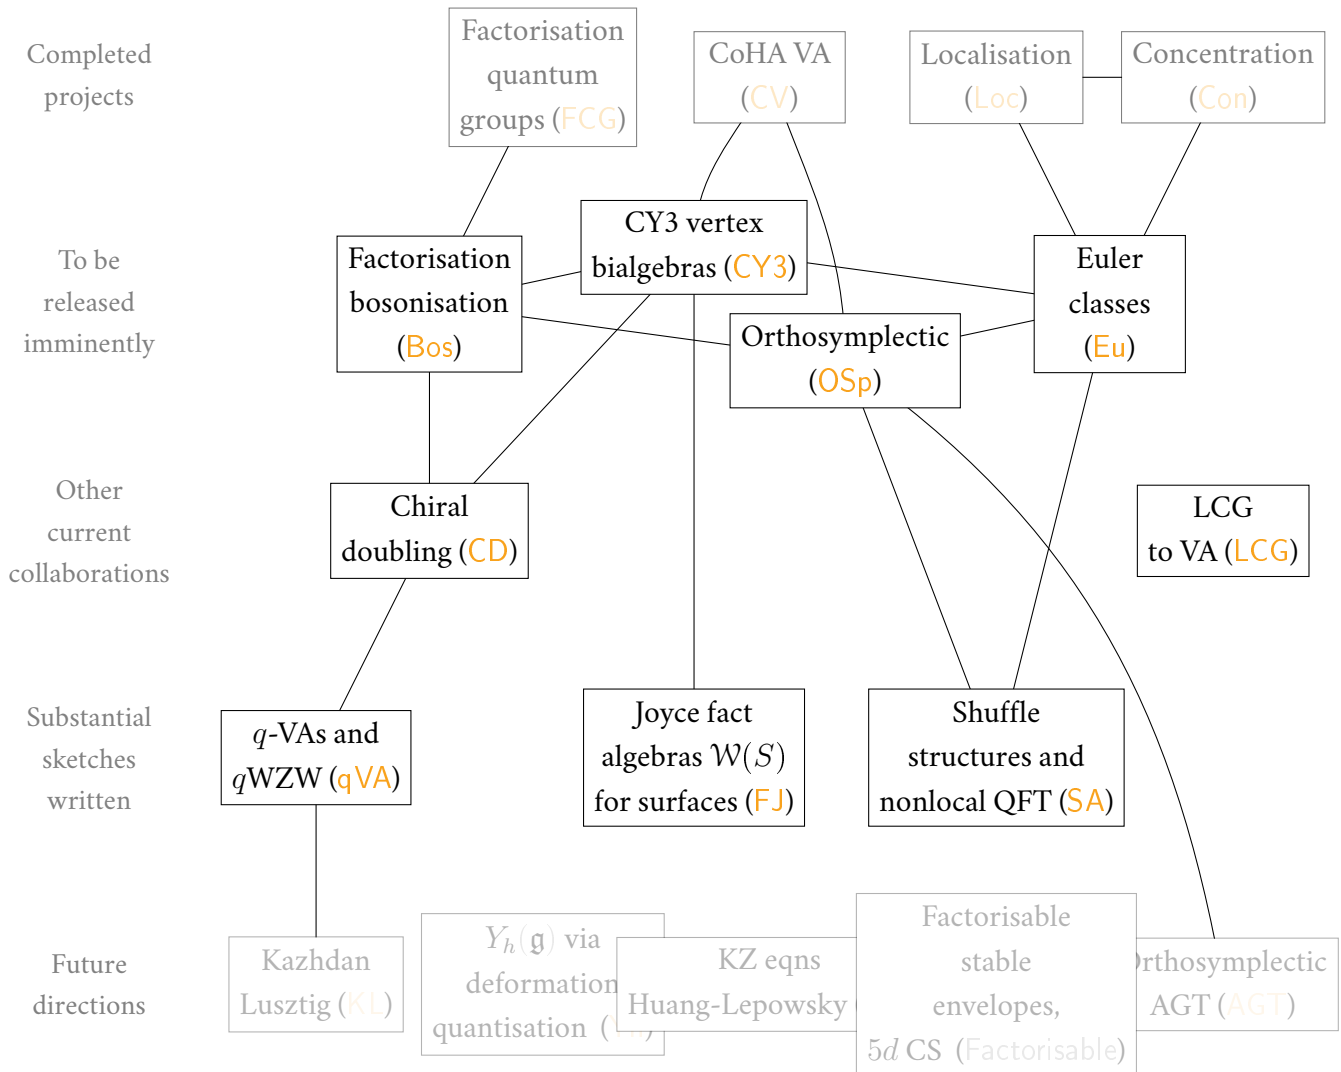 Completed
projects
Factorisation
quantum
groups (FCG)
CoHA VA
(CV)
Localisation
(Loc)
Concentration
(Con)
To be
released
imminently
Factorisation
bosonisation
(Bos)
CY3 vertex
bialgebras (CY3)
Orthosymplectic
(OSp)
Euler
classes
(Eu)
Other
current
collaborations
Chiral
doubling (CD)
LCG
to VA (LCG)
Substantial
sketches
written
q-VAs and
qWZW (qVA)
Joyce fact
algebras 𝒲(S)
for surfaces (FJ)
Shuffle
structures and
nonlocal QFT (SA)
Future
directions
Kazhdan
Lusztig (KL)
Yₕ(𝔤) via
deformation
quantisation (
KZ eqns
Huang-Lepowsky (
Factorisable
stable
envelopes,
5d CS (Factorisable)
rthosymplectic
AGT (AGT)